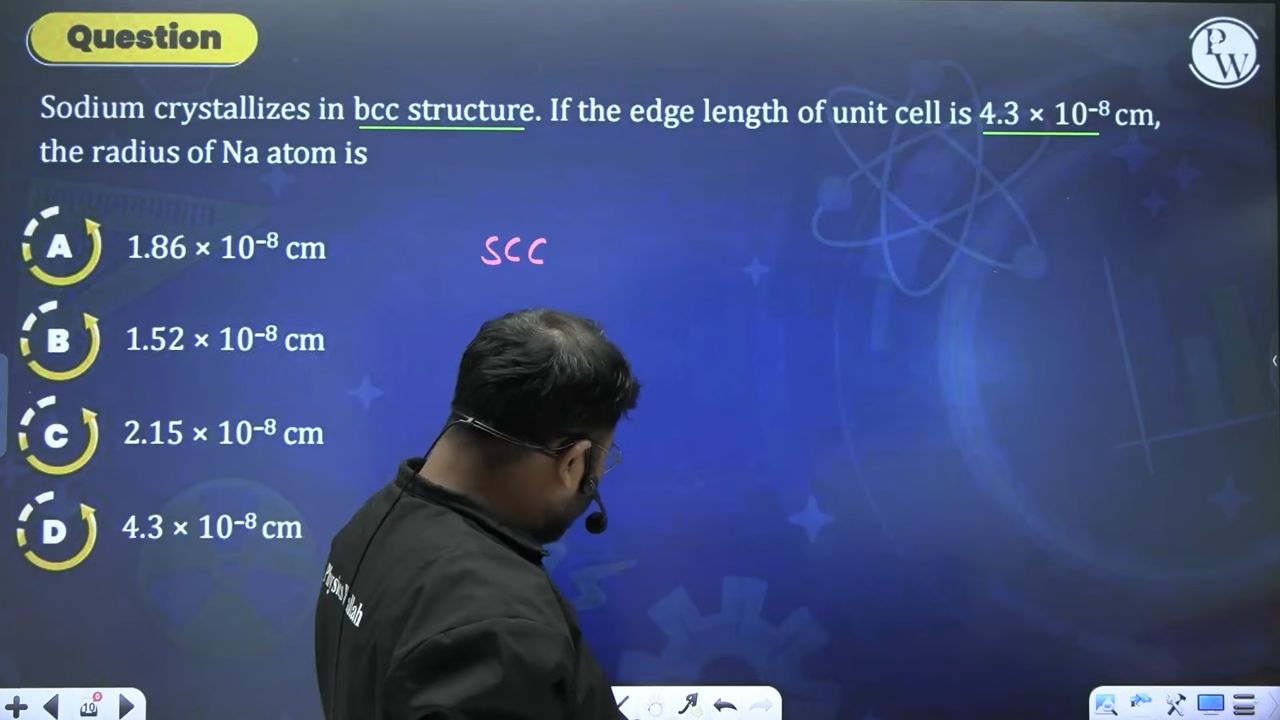 Question
PW
Sodium crystallizes in bcc structure. If the edge length of unit cell is 4.3 × 10⁻⁸ cm,
the radius of Na atom is
A 1.86 × 10⁻⁸ cm
SCC
B 1.52 × 10⁻⁸ cm
C 2.15 × 10⁻⁸ cm
D 4.3 × 10⁻⁸ cm
10